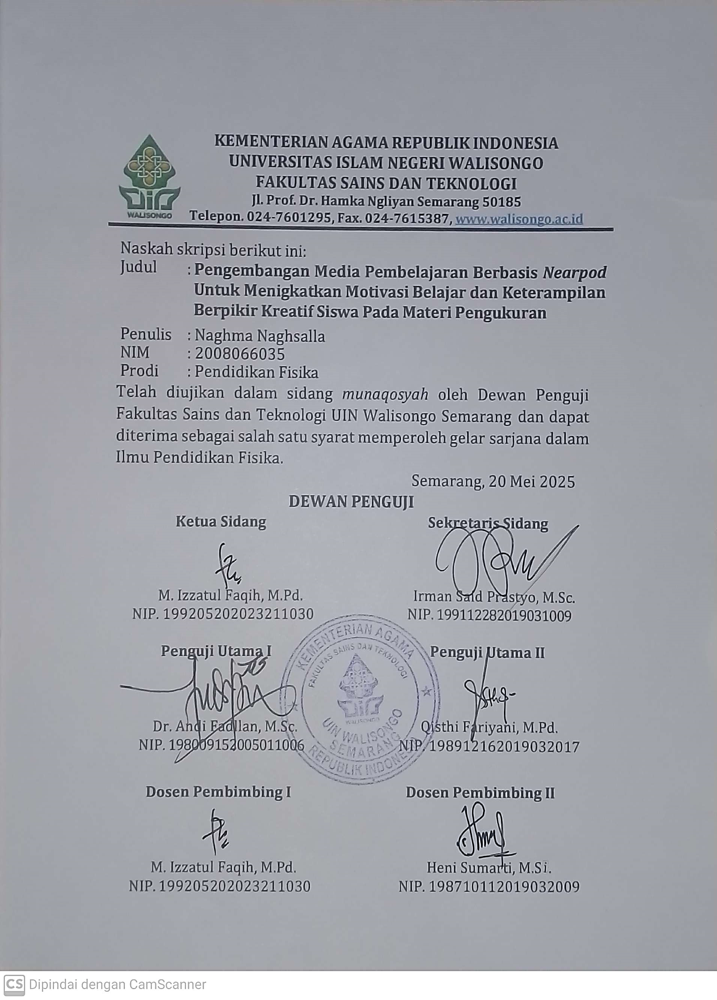 KEMENTERIAN AGAMA REPUBLIK INDONESIA
UNIVERSITAS ISLAM NEGERI WALISONGO
FAKULTAS SAINS DAN TEKNOLOGI
Jl. Prof. Dr. Hamka Ngliyan Semarang 50185
Telepon. 024-7601295, Fax. 024-7615387, www.walisongo.ac.id
WALISONGO
Naskah skripsi berikut ini:
Judul : Pengembangan Media Pembelajaran Berbasis Nearpod
Untuk Menigkatkan Motivasi Belajar dan Keterampilan
Berpikir Kreatif Siswa Pada Materi Pengukuran
Penulis : Naghma Naghsalla
NIM : 2008066035
Prodi : Pendidikan Fisika
Telah diujikan dalam sidang munaqosyah oleh Dewan Penguji
Fakultas Sains dan Teknologi UIN Walisongo Semarang dan dapat
diterima sebagai salah satu syarat memperoleh gelar sarjana dalam
Ilmu Pendidikan Fisika.
Semarang, 20 Mei 2025
DEWAN PENGUJI
Ketua Sidang Sekretaris Sidang
M. Izzatul Faqih, M.Pd. Irman Said Prastyo, M.Sc.
NIP. 199205202023211030 NIP. 199112282019031009
Penguji Utama I Penguji Utama II
KEMENTERIAN AGAMA
FAKULTAS SAINS DAN TEKNOLOGI
WALISONGO
UIN WALISONGO
SEMARANG
REPUBLIK INDONESIA
Dr. Andi Fadllan, M.Sc. Qisthi Fariyani, M.Pd.
NIP. 198009152005011006 NIP. 198912162019032017
Dosen Pembimbing I Dosen Pembimbing II
M. Izzatul Faqih, M.Pd. Heni Sumarti, M.Si.
NIP. 199205202023211030 NIP. 198710112019032009
CS Dipindai dengan CamScanner